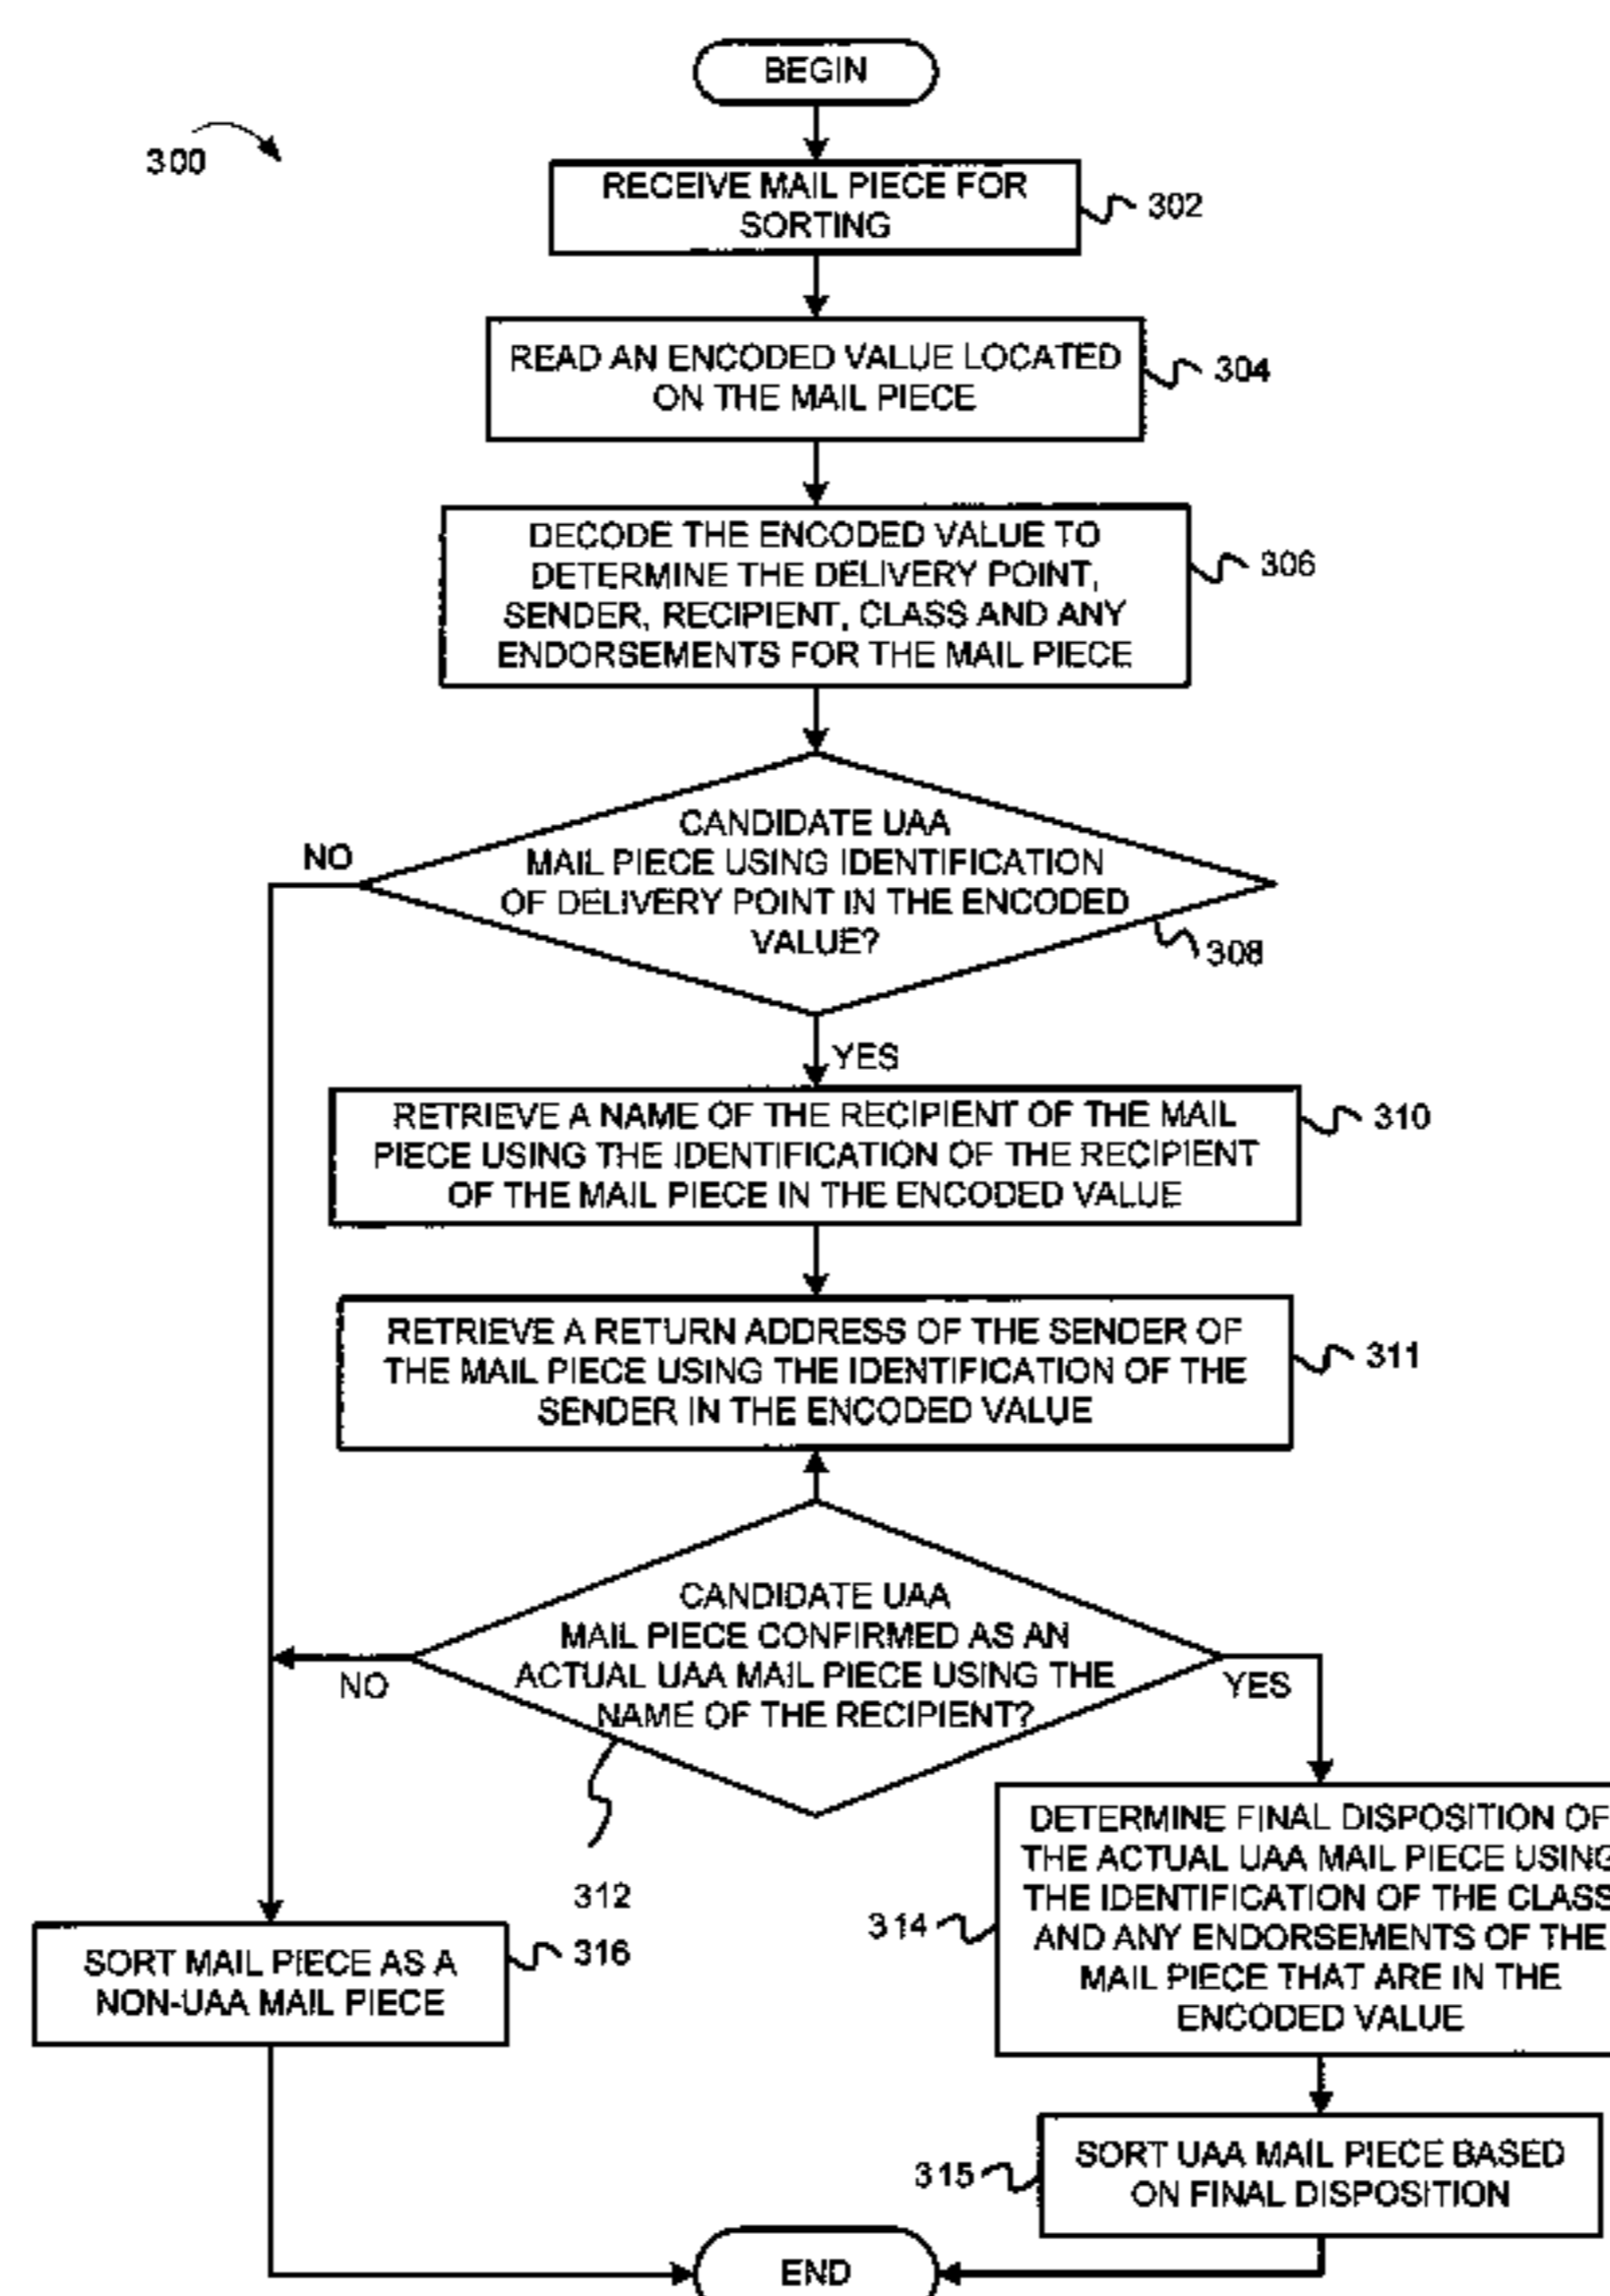 BEGIN
300
RECEIVE MAIL PIECE FOR
SORTING
302
READ AN ENCODED VALUE LOCATED
ON THE MAIL PIECE
304
DECODE THE ENCODED VALUE TO
DETERMINE THE DELIVERY POINT,
SENDER, RECIPIENT, CLASS AND ANY
ENDORSEMENTS FOR THE MAIL PIECE
306
CANDIDATE UAA
MAIL PIECE USING IDENTIFICATION
OF DELIVERY POINT IN THE ENCODED
VALUE?
NO
308
YES
RETRIEVE A NAME OF THE RECIPIENT OF THE MAIL
PIECE USING THE IDENTIFICATION OF THE RECIPIENT
OF THE MAIL PIECE IN THE ENCODED VALUE
310
RETRIEVE A RETURN ADDRESS OF THE SENDER OF
THE MAIL PIECE USING THE IDENTIFICATION OF THE
SENDER IN THE ENCODED VALUE
311
CANDIDATE UAA
MAIL PIECE CONFIRMED AS AN
ACTUAL UAA MAIL PIECE USING THE
NAME OF THE RECIPIENT?
NO
YES
312
DETERMINE FINAL DISPOSITION OF
THE ACTUAL UAA MAIL PIECE USING
THE IDENTIFICATION OF THE CLASS
AND ANY ENDORSEMENTS OF THE
MAIL PIECE THAT ARE IN THE
ENCODED VALUE
314
SORT MAIL PIECE AS A
NON-UAA MAIL PIECE
316
SORT UAA MAIL PIECE BASED
ON FINAL DISPOSITION
315
END